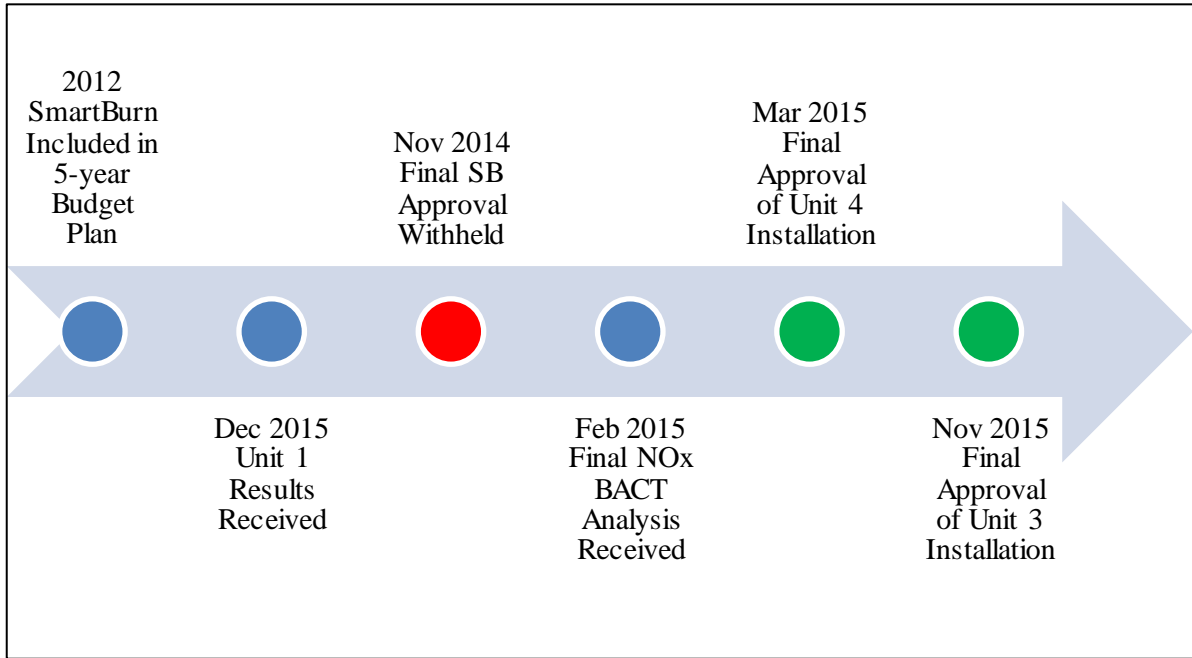 2012
SmartBurn
Included in
5-year
Budget
Plan
Dec 2015
Unit 1
Results
Received
Nov 2014
Final SB
Approval
Withheld
Feb 2015
Final NOx
BACT
Analysis
Received
Mar 2015
Final
Approval
of Unit 4
Installation
Nov 2015
Final
Approval
of Unit 3
Installation